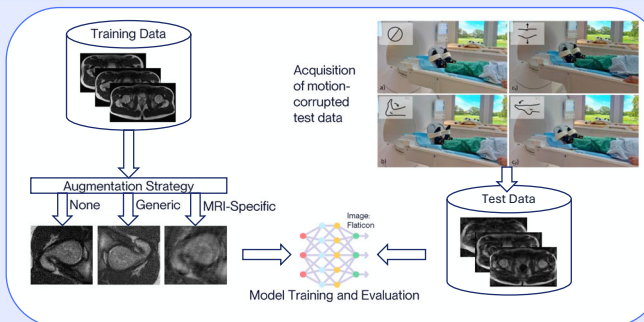 Training Data
Acquisition
of motion-
corrupted
test data
a)
b)
Augmentation Strategy
None
Generic
MRI-Specific
Image:
Flaticon
Model Training and Evaluation
Test Data